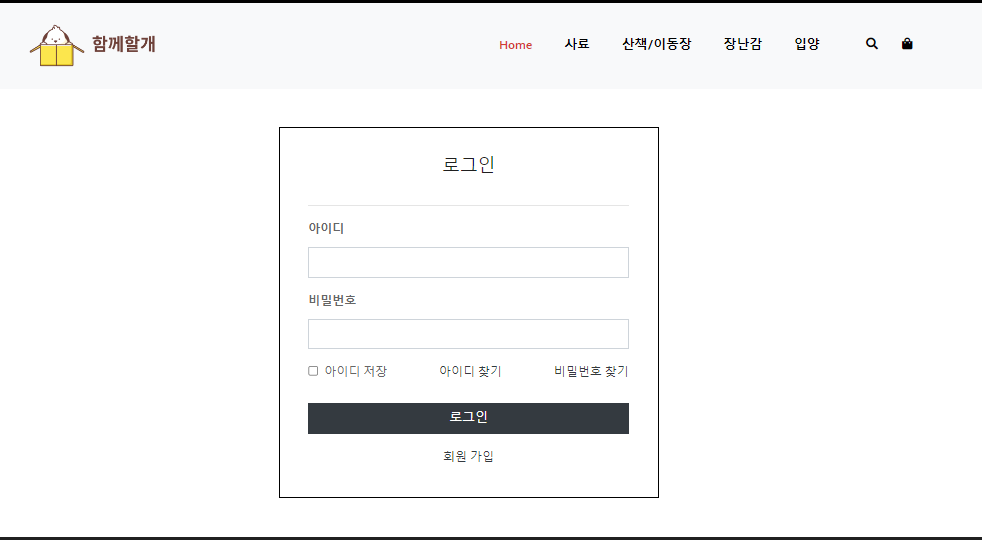 함께할개 Home 사료 산책/이동장 장난감 입양
로그인
아이디
비밀번호
아이디 저장 아이디 찾기 비밀번호 찾기
로그인
회원 가입